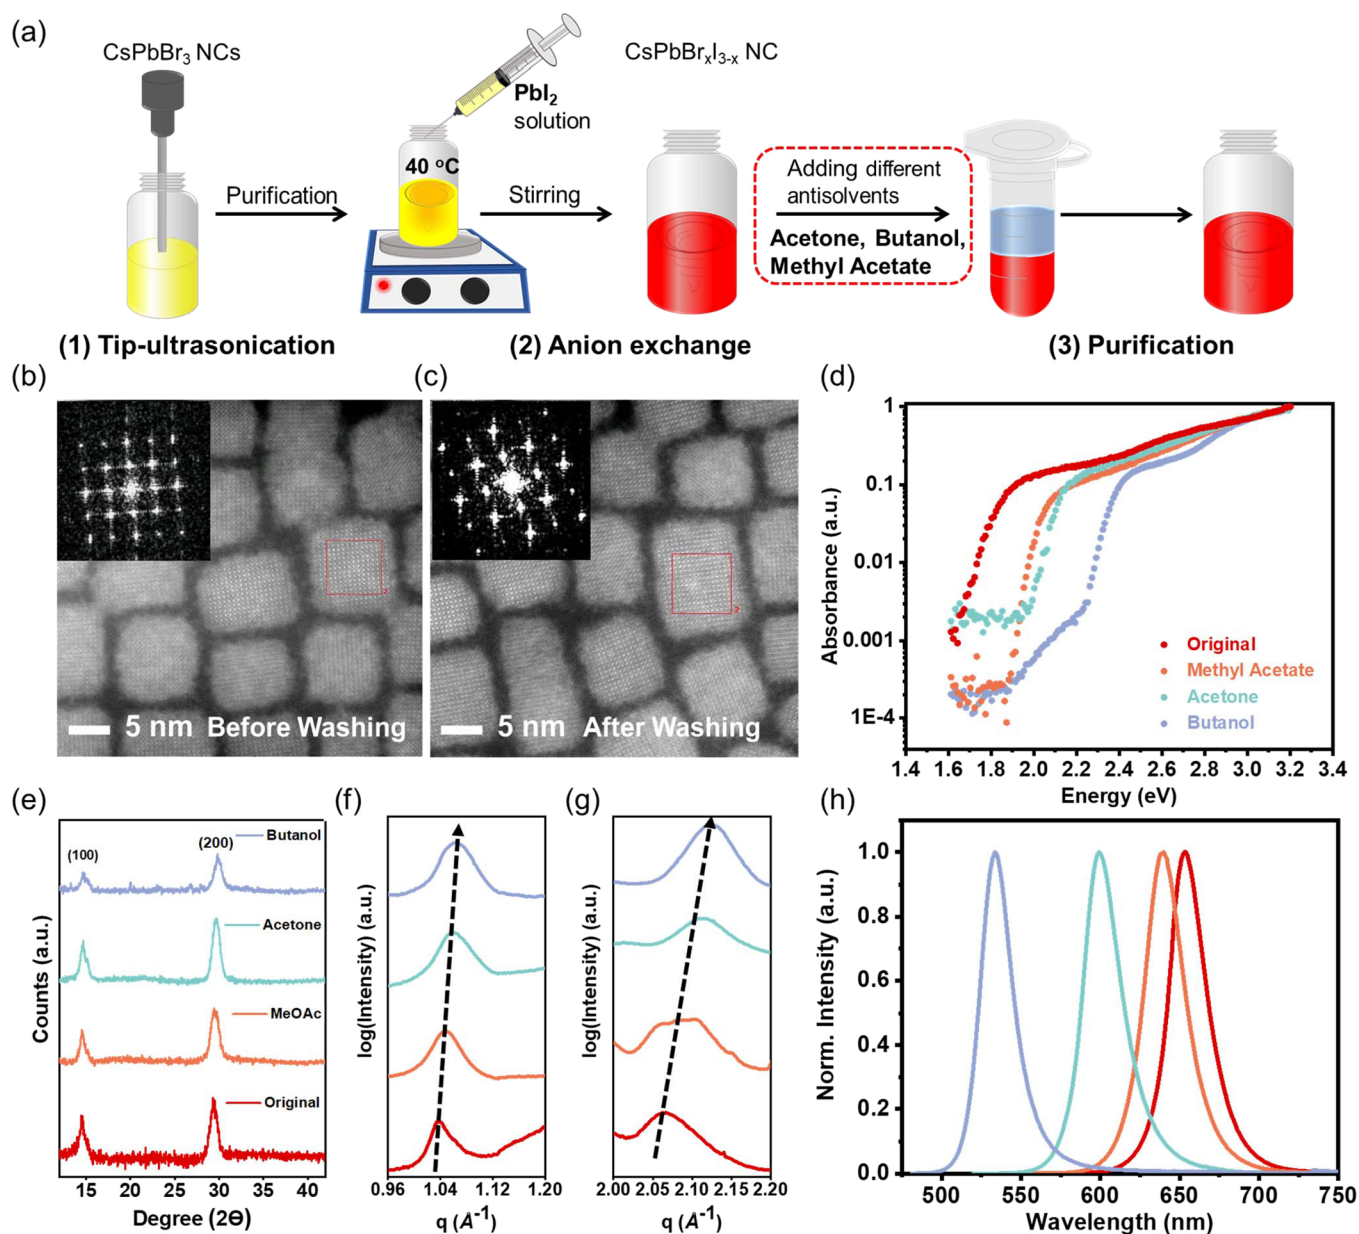 (a)
CsPbBr3 NCs
Purification
PbI2
solution
40 °C
Stirring
CsPbBrxI3-x NC
Adding different
antisolvents
Acetone, Butanol,
Methyl Acetate
(1) Tip-ultrasonication
(2) Anion exchange
(3) Purification
(b)
2
5 nm Before Washing
(c)
2
5 nm After Washing
(d)
Absorbance (a.u.)
1
0.1
0.01
0.001
1E-4
Original
Methyl Acetate
Acetone
Butanol
1.4 1.6 1.8 2.0 2.2 2.4 2.6 2.8 3.0 3.2 3.4
Energy (eV)
(e)
Counts (a.u.)
(100)
(200)
Butanol
Acetone
MeOAc
Original
15 20 25 30 35 40
Degree (2Θ)
(f)
log(Intensity) (a.u.)
0.96 1.04 1.12 1.20
q (Å-1)
(g)
log(Intensity) (a.u.)
2.00 2.05 2.10 2.15 2.20
q (Å-1)
(h)
Norm. Intensity (a.u.)
1.0
0.8
0.6
0.4
0.2
0.0
500 550 600 650 700 750
Wavelength (nm)